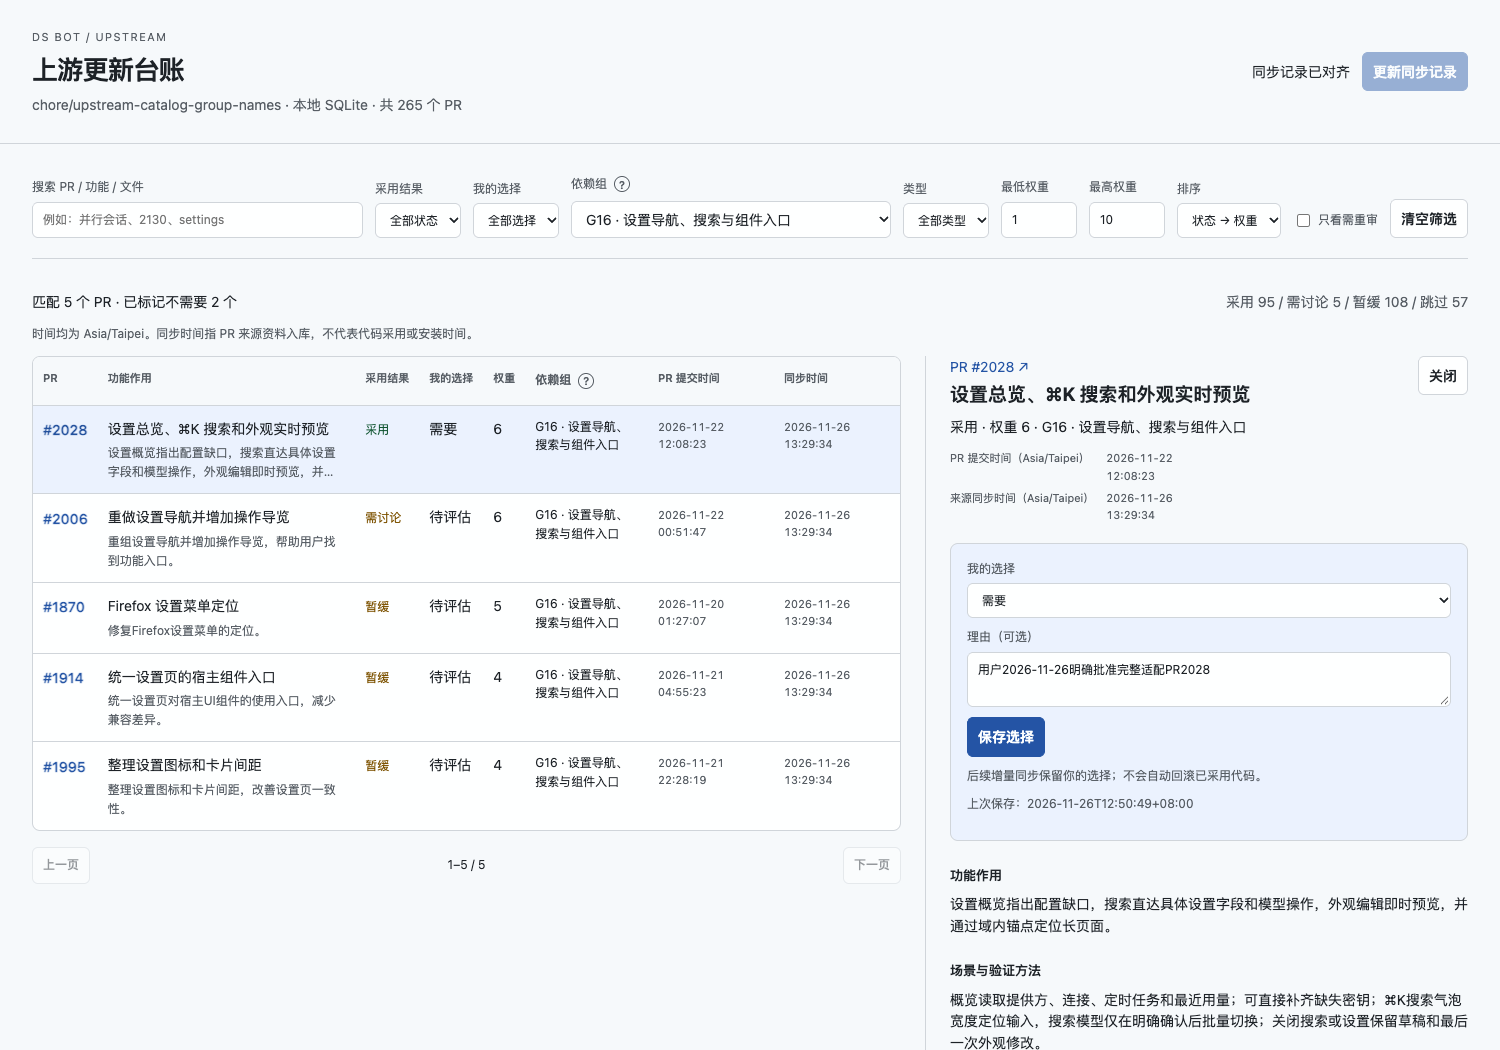 DS BOT / UPSTREAM
上游更新台账
chore/upstream-catalog-group-names · 本地 SQLite · 共 265 个 PR
同步记录已对齐
更新同步记录
搜索 PR / 功能 / 文件
采用结果
我的选择
依赖组 ?
类型
最低权重
最高权重
排序
例如：并行会话、2130、settings
全部状态
全部选择
G16 · 设置导航、搜索与组件入口
全部类型
1
10
状态 → 权重
只看需重审
清空筛选
匹配 5 个 PR · 已标记不需要 2 个
采用 95 / 需讨论 5 / 暂缓 108 / 跳过 57
时间均为 Asia/Taipei。同步时间指 PR 来源资料入库，不代表代码采用或安装时间。
PR 功能作用 采用结果 我的选择 权重 依赖组 ? PR 提交时间 同步时间
#2028 设置总览、⌘K 搜索和外观实时预览 采用 需要 6 G16 · 设置导航、 2026-11-22 2026-11-26
搜索与组件入口 12:08:23 13:29:34
设置概览指出配置缺口，搜索直达具体设置
字段和模型操作，外观编辑即时预览，并...
#2006 重做设置导航并增加操作导览 需讨论 待评估 6 G16 · 设置导航、 2026-11-22 2026-11-26
搜索与组件入口 00:51:47 13:29:34
重组设置导航并增加操作导览，帮助用户找
到功能入口。
#1870 Firefox 设置菜单定位 暂缓 待评估 5 G16 · 设置导航、 2026-11-20 2026-11-26
搜索与组件入口 01:27:07 13:29:34
修复Firefox设置菜单的定位。
#1914 统一设置页的宿主组件入口 暂缓 待评估 4 G16 · 设置导航、 2026-11-21 2026-11-26
搜索与组件入口 04:55:23 13:29:34
统一设置页对宿主UI组件的使用入口，减少
兼容差异。
#1995 整理设置图标和卡片间距 暂缓 待评估 4 G16 · 设置导航、 2026-11-21 2026-11-26
搜索与组件入口 22:28:19 13:29:34
整理设置图标和卡片间距，改善设置页一致
性。
上一页
1–5 / 5
下一页
PR #2028 ↗
关闭
设置总览、⌘K 搜索和外观实时预览
采用 · 权重 6 · G16 · 设置导航、搜索与组件入口
PR 提交时间（Asia/Taipei） 2026-11-22
12:08:23
来源同步时间（Asia/Taipei） 2026-11-26
13:29:34
我的选择
需要
理由（可选）
用户2026-11-26明确批准完整适配PR2028
保存选择
后续增量同步保留你的选择；不会自动回滚已采用代码。
上次保存：2026-11-26T12:50:49+08:00
功能作用
设置概览指出配置缺口，搜索直达具体设置字段和模型操作，外观编辑即时预览，并
通过域内锚点定位长页面。
场景与验证方法
概览读取提供方、连接、定时任务和最近用量；可直接补齐缺失密钥；⌘K搜索气泡
宽度定位输入，搜索模型仅在明确确认后批量切换；关闭搜索或设置保留草稿和最后
一次外观修改。